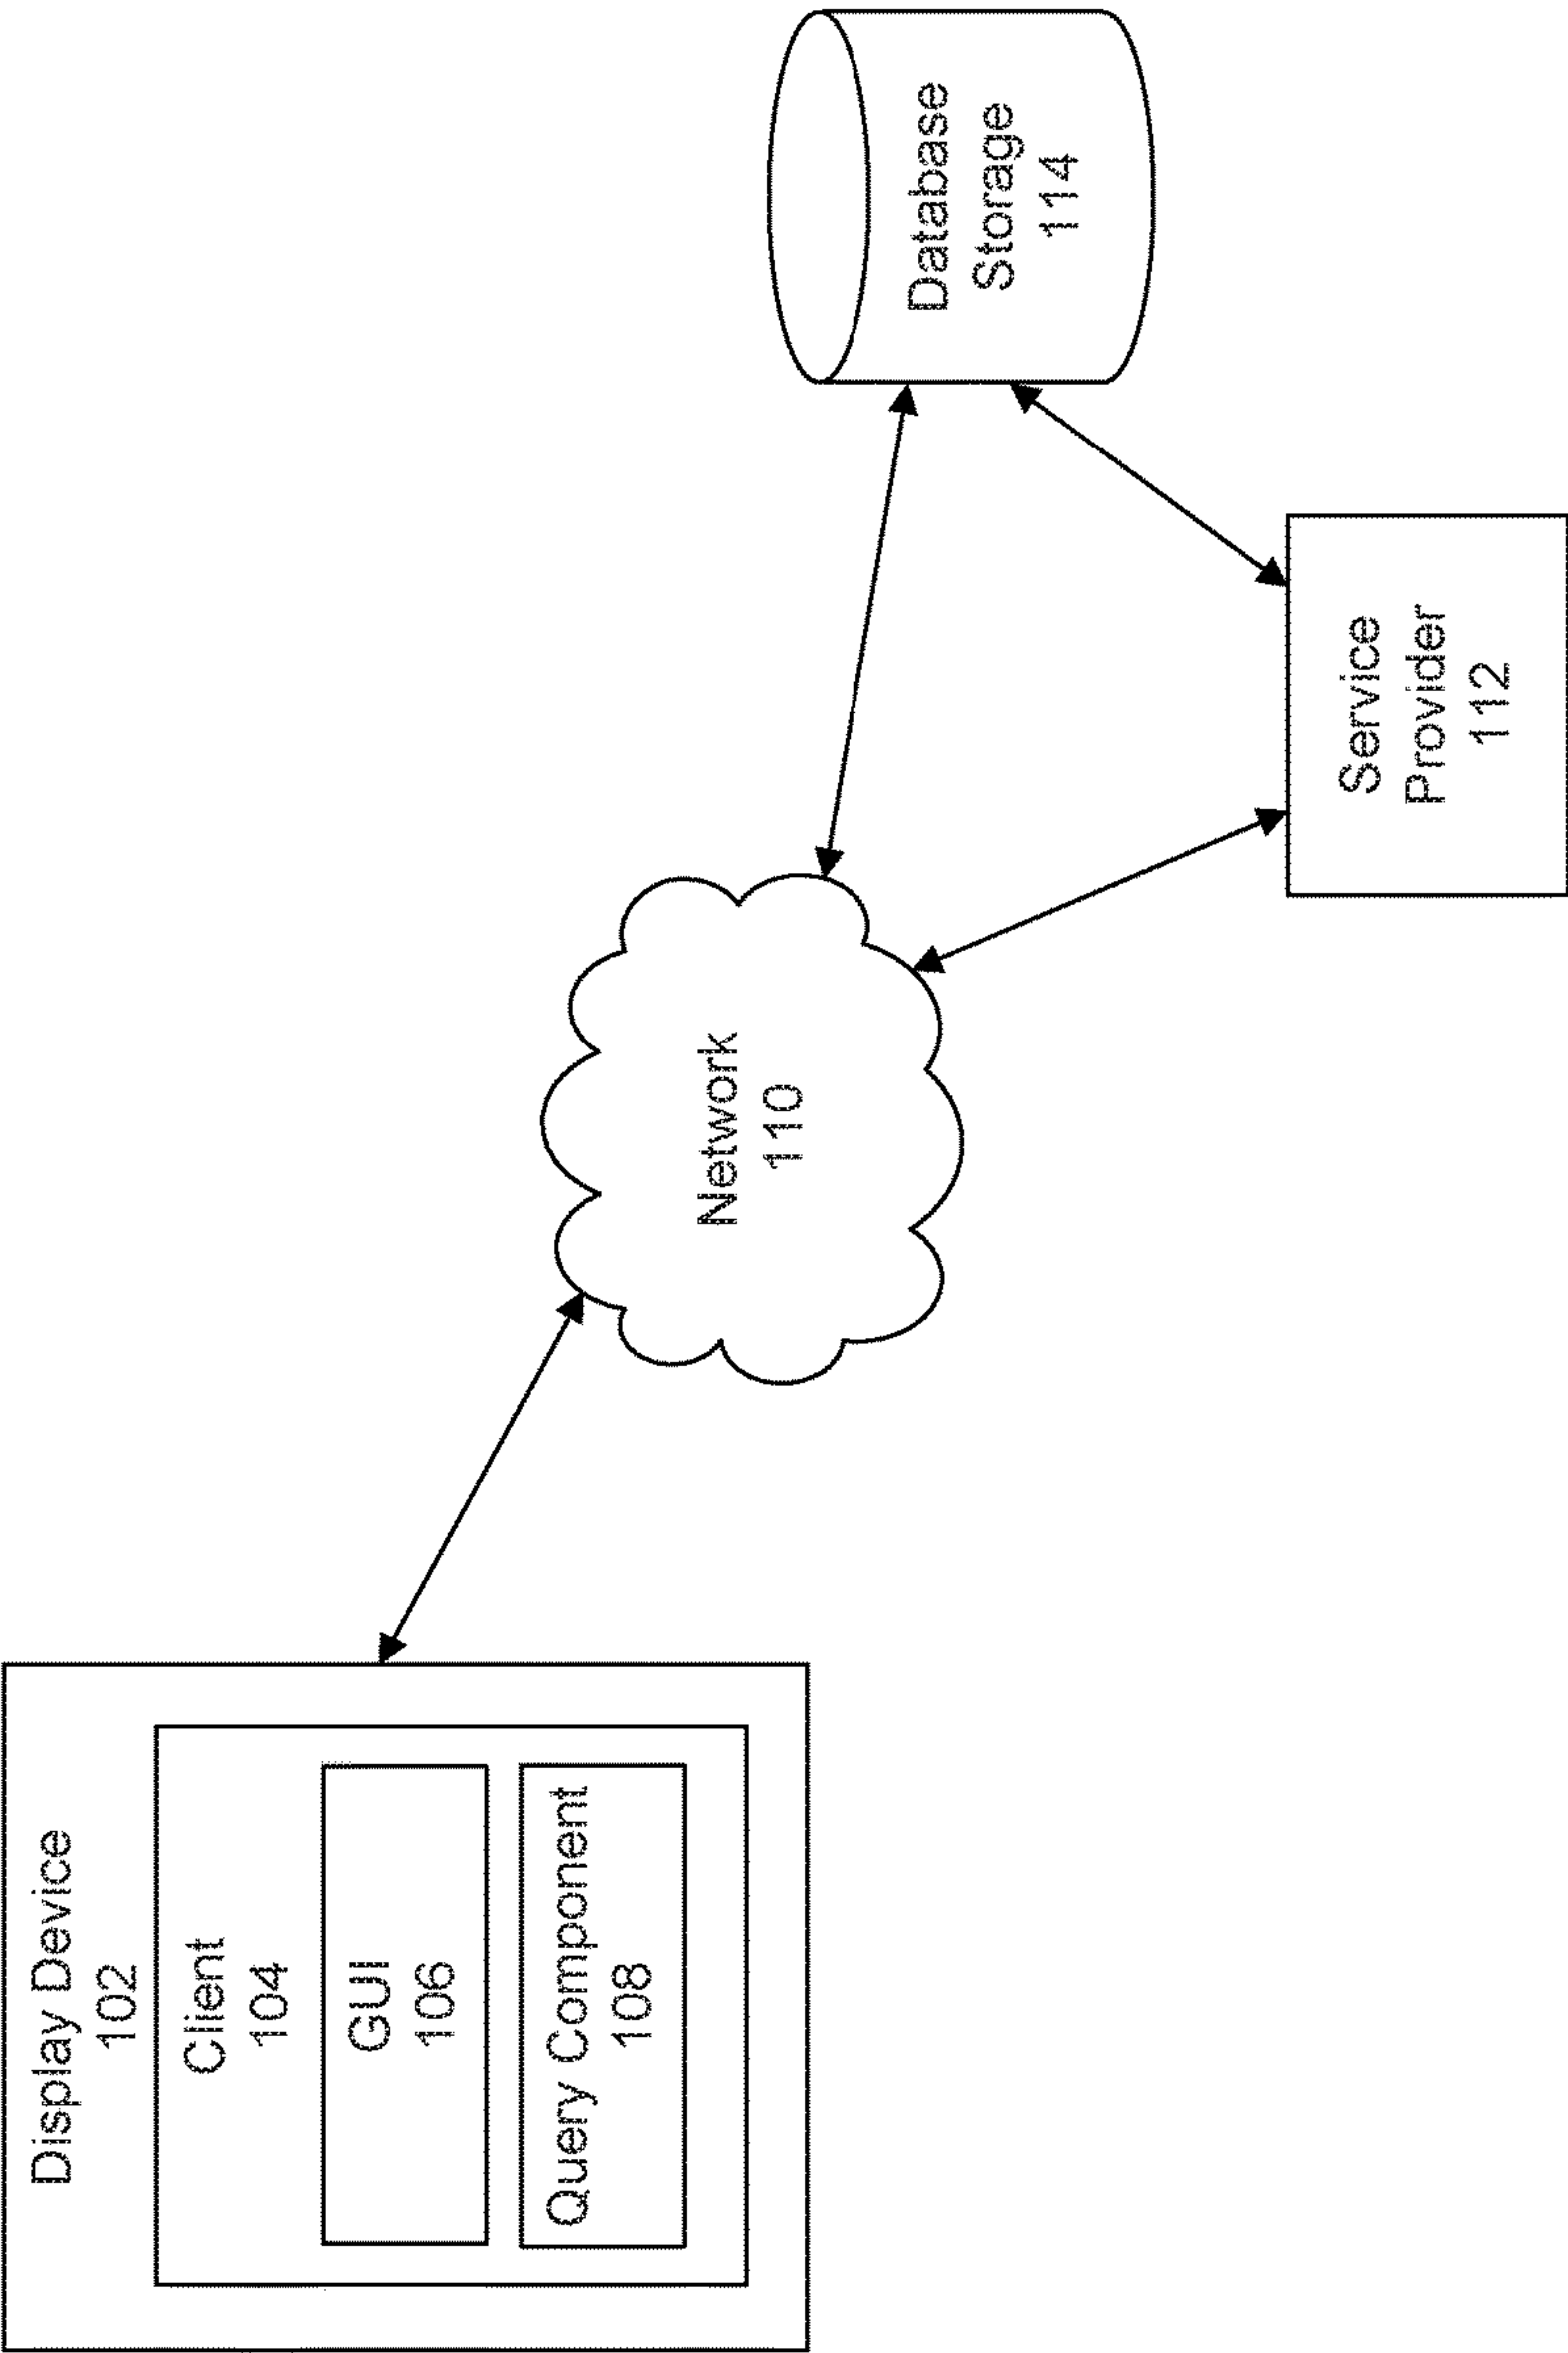 Display Device
102
Client
104
GUI
106
Query Component
108
Network
110
Database
Storage
114
Service
Provider
112